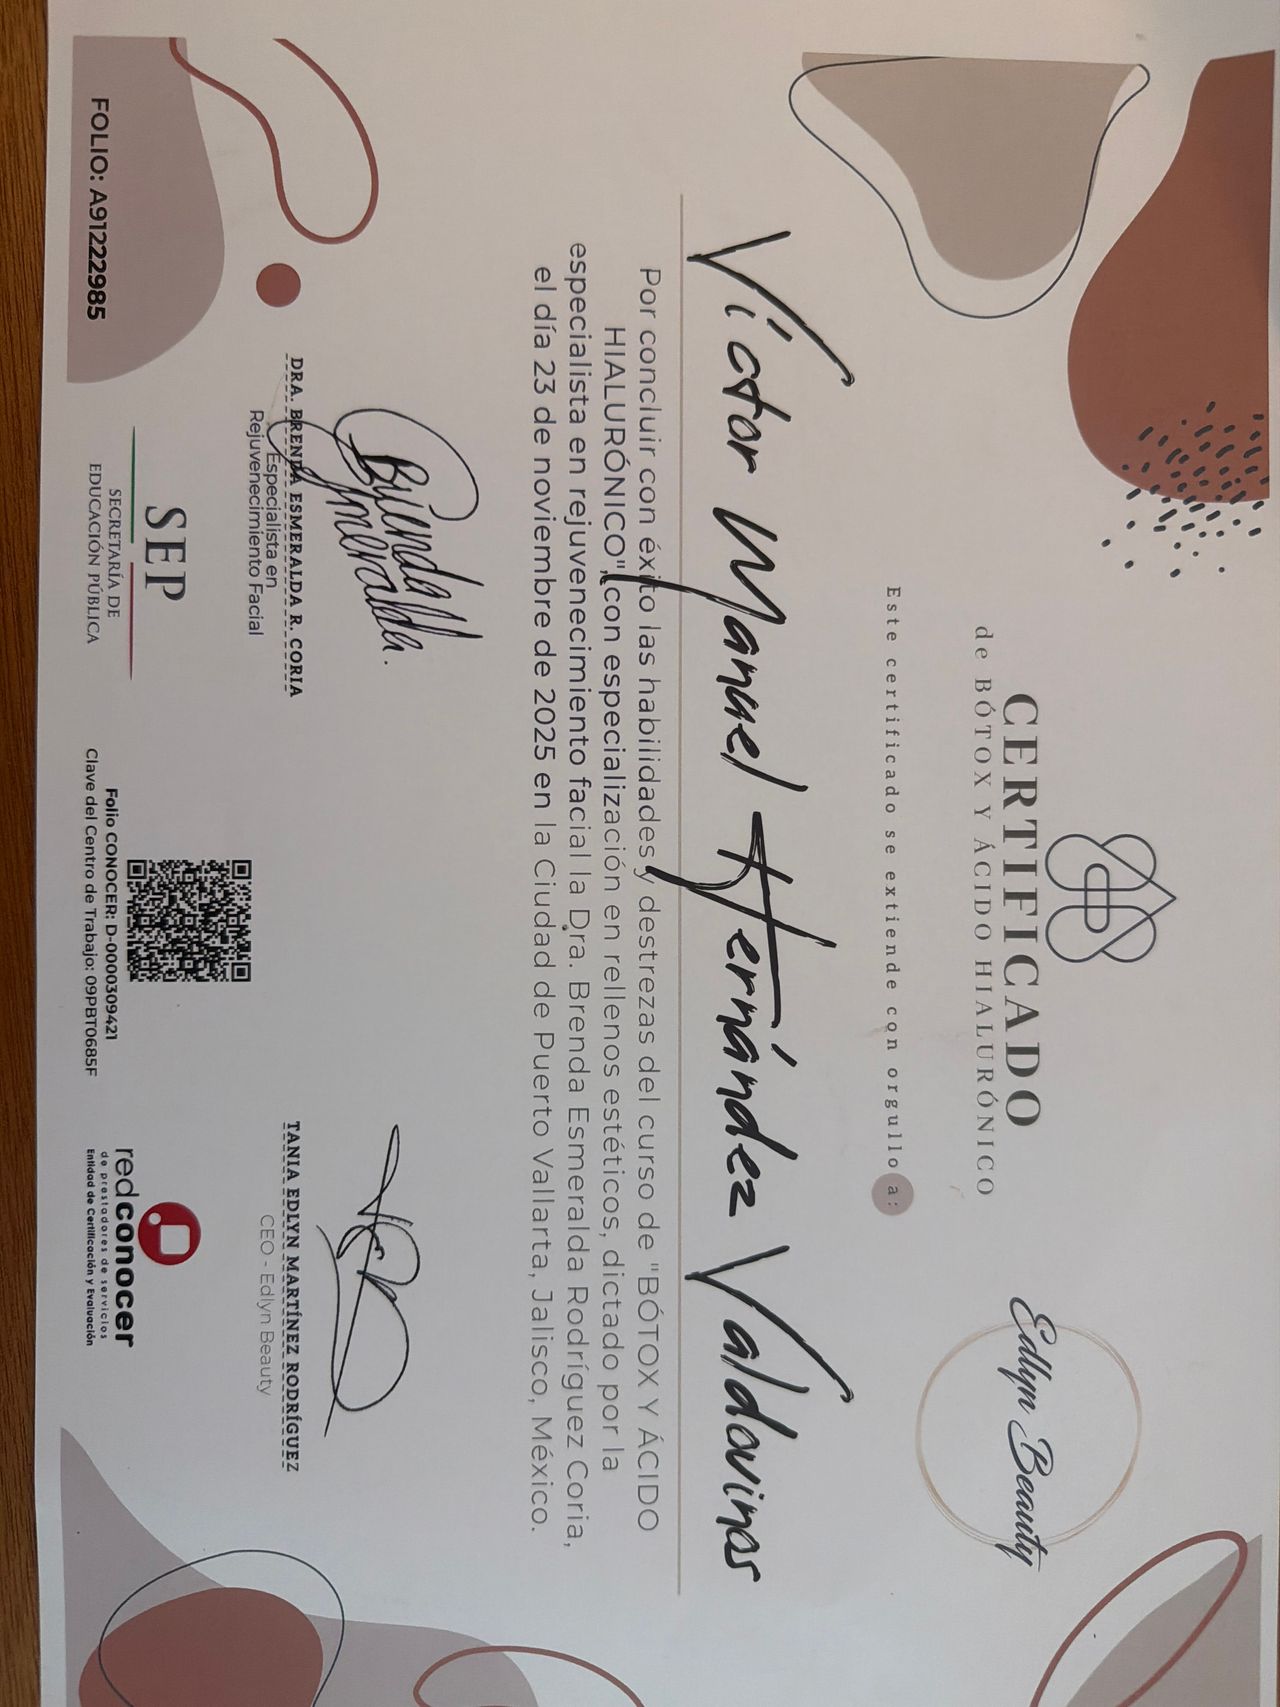 Edlyn Beauty
CERTIFICADO
de BÓTOX Y ÁCIDO HIALURÓNICO
Este certificado se extiende con orgullo a:
Víctor Manuel Hernández Valdovinos
Por concluir con éxito las habilidades y destrezas del curso de "BÓTOX Y ÁCIDO
HIALURÓNICO", con especialización en rellenos estéticos, dictado por la
especialista en rejuvenecimiento facial la Dra. Brenda Esmeralda Rodríguez Coria,
el día 23 de noviembre de 2025 en la Ciudad de Puerto Vallarta, Jalisco, México.
Brenda
Esmeralda.
DRA. BRENDA ESMERALDA R. CORIA
Especialista en
Rejuvenecimiento Facial
TANIA EDLYN MARTÍNEZ RODRÍGUEZ
CEO - Edlyn Beauty
FOLIO: A91222985
SEP
SECRETARÍA DE
EDUCACIÓN PÚBLICA
Folio CONOCER: D-0000309421
Clave del Centro de Trabajo: 09PBT0685F
redconocer
de prestadores de servicios
Entidad de Certificación y Evaluación